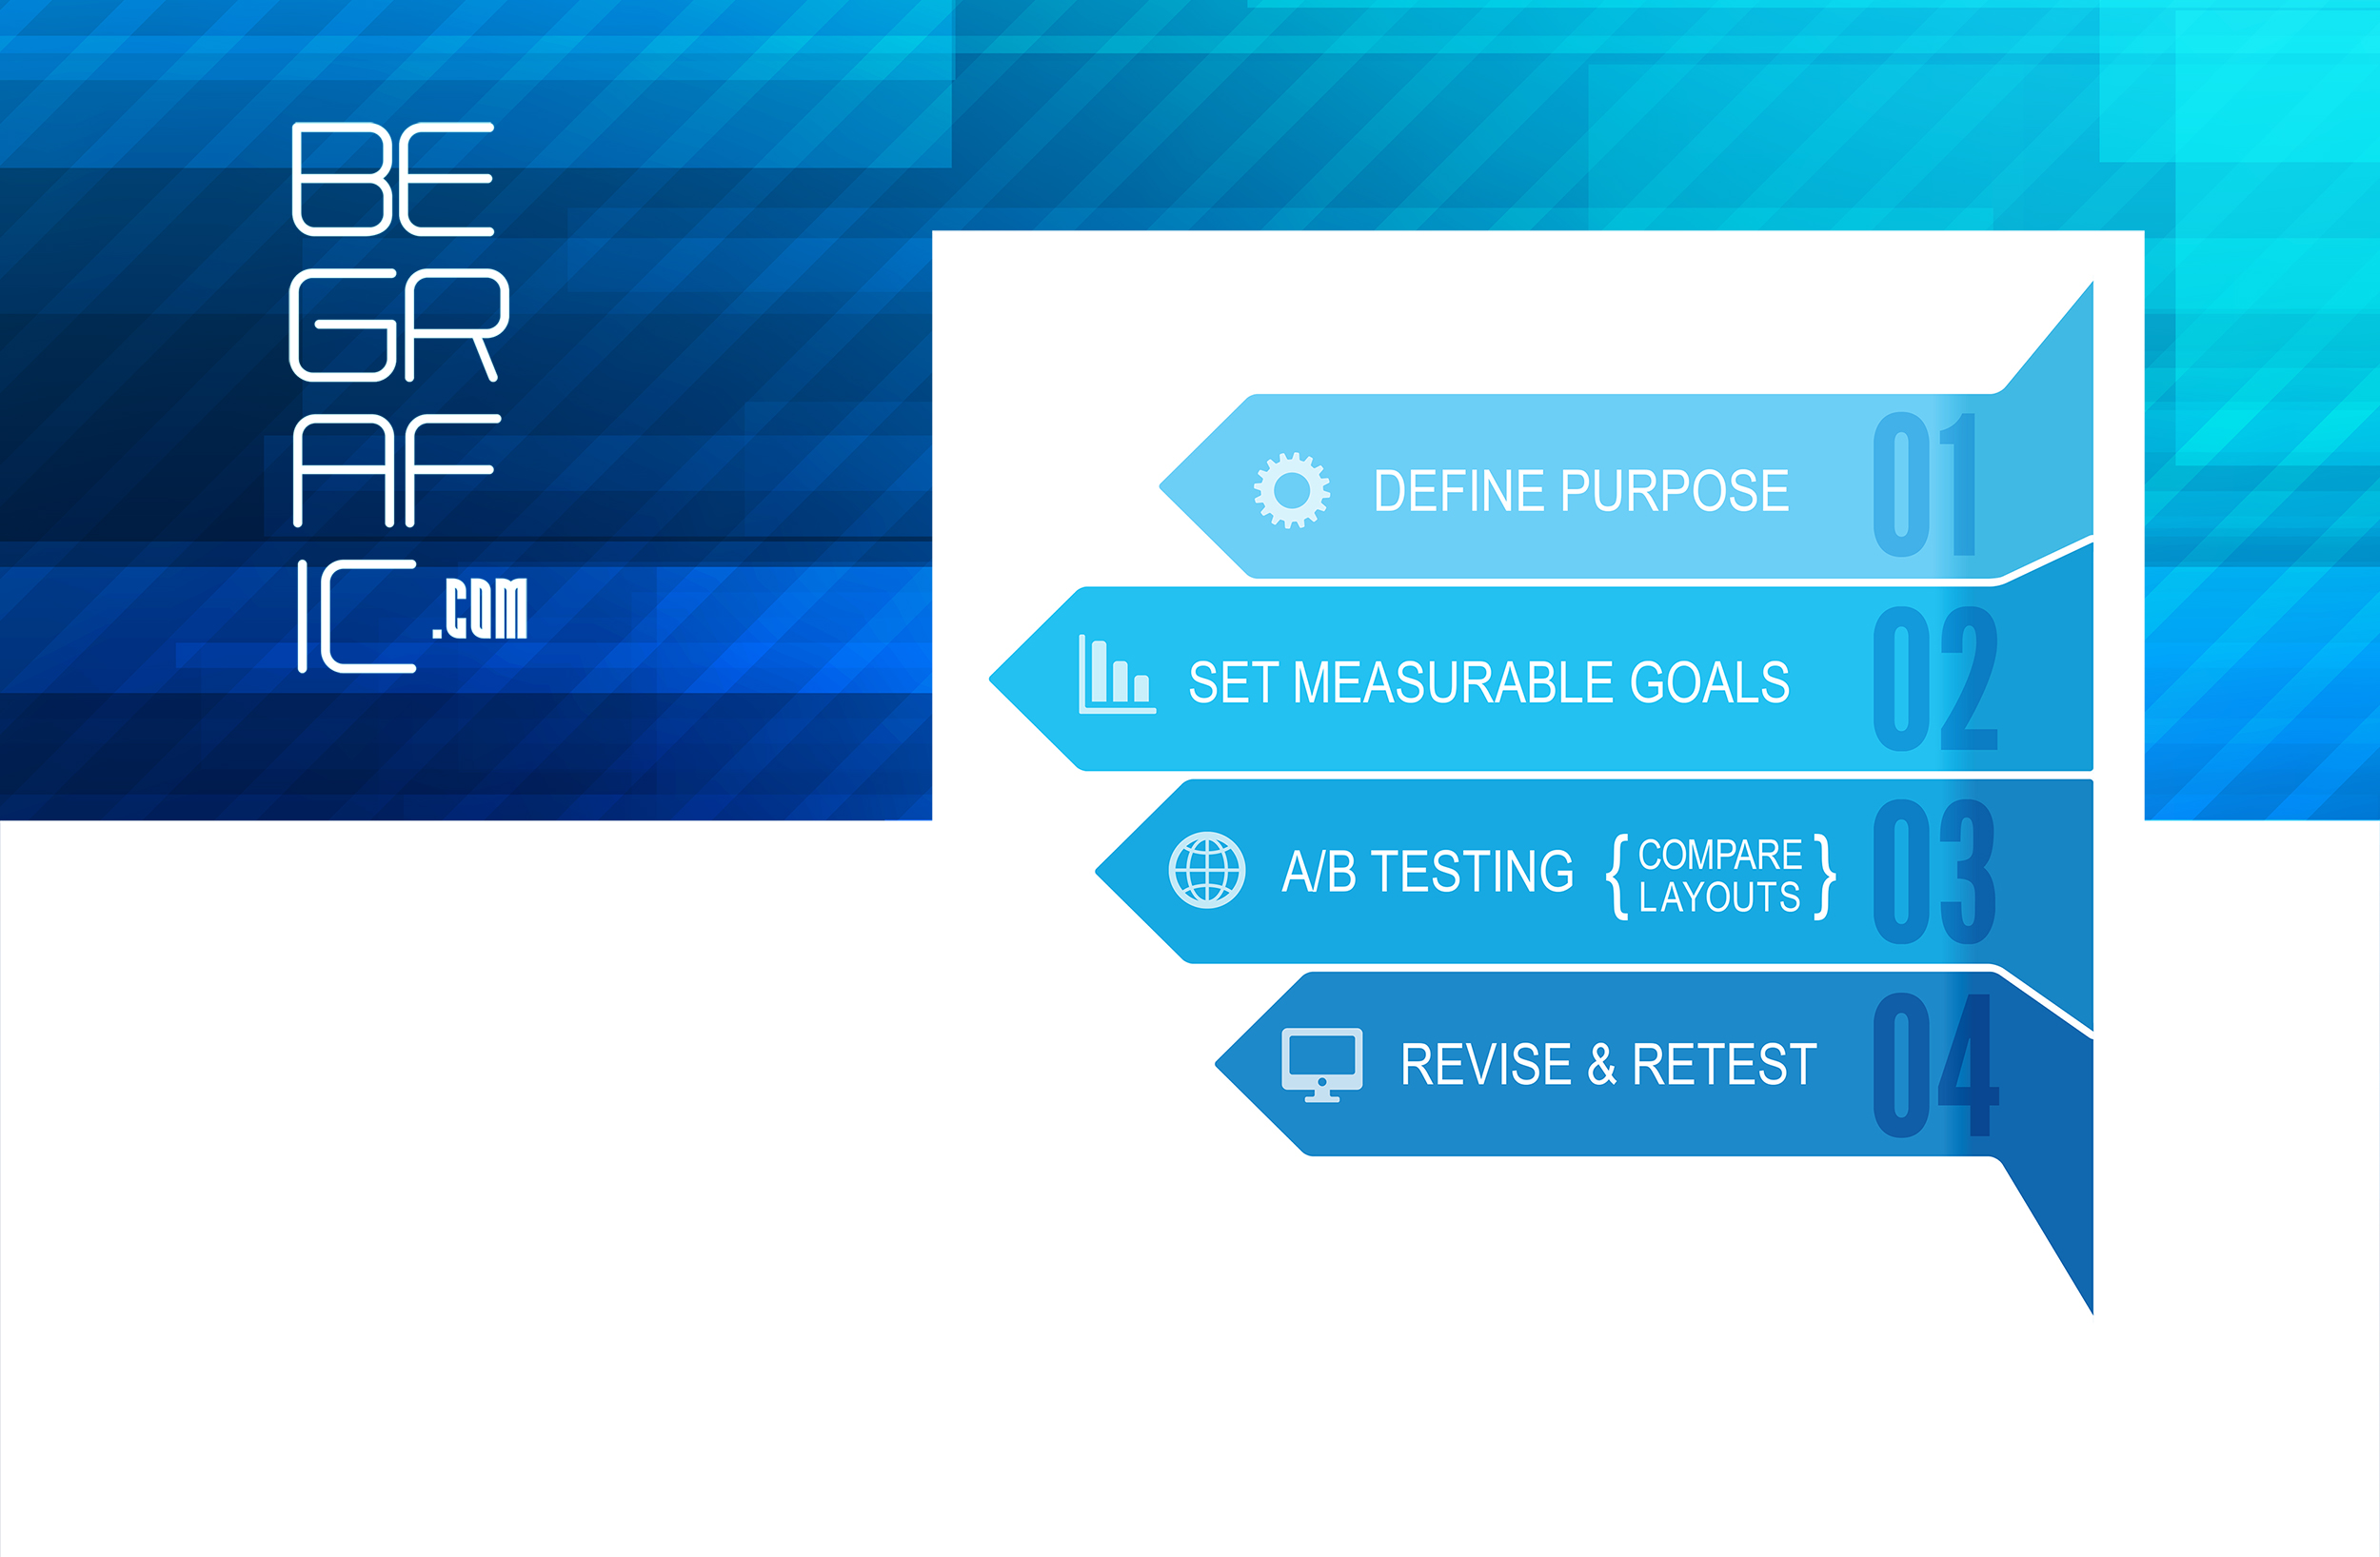 BE
GR
AF
IC .COM
DEFINE PURPOSE 01
SET MEASURABLE GOALS 02
A/B TESTING { COMPARE
LAYOUTS } 03
REVISE & RETEST 04